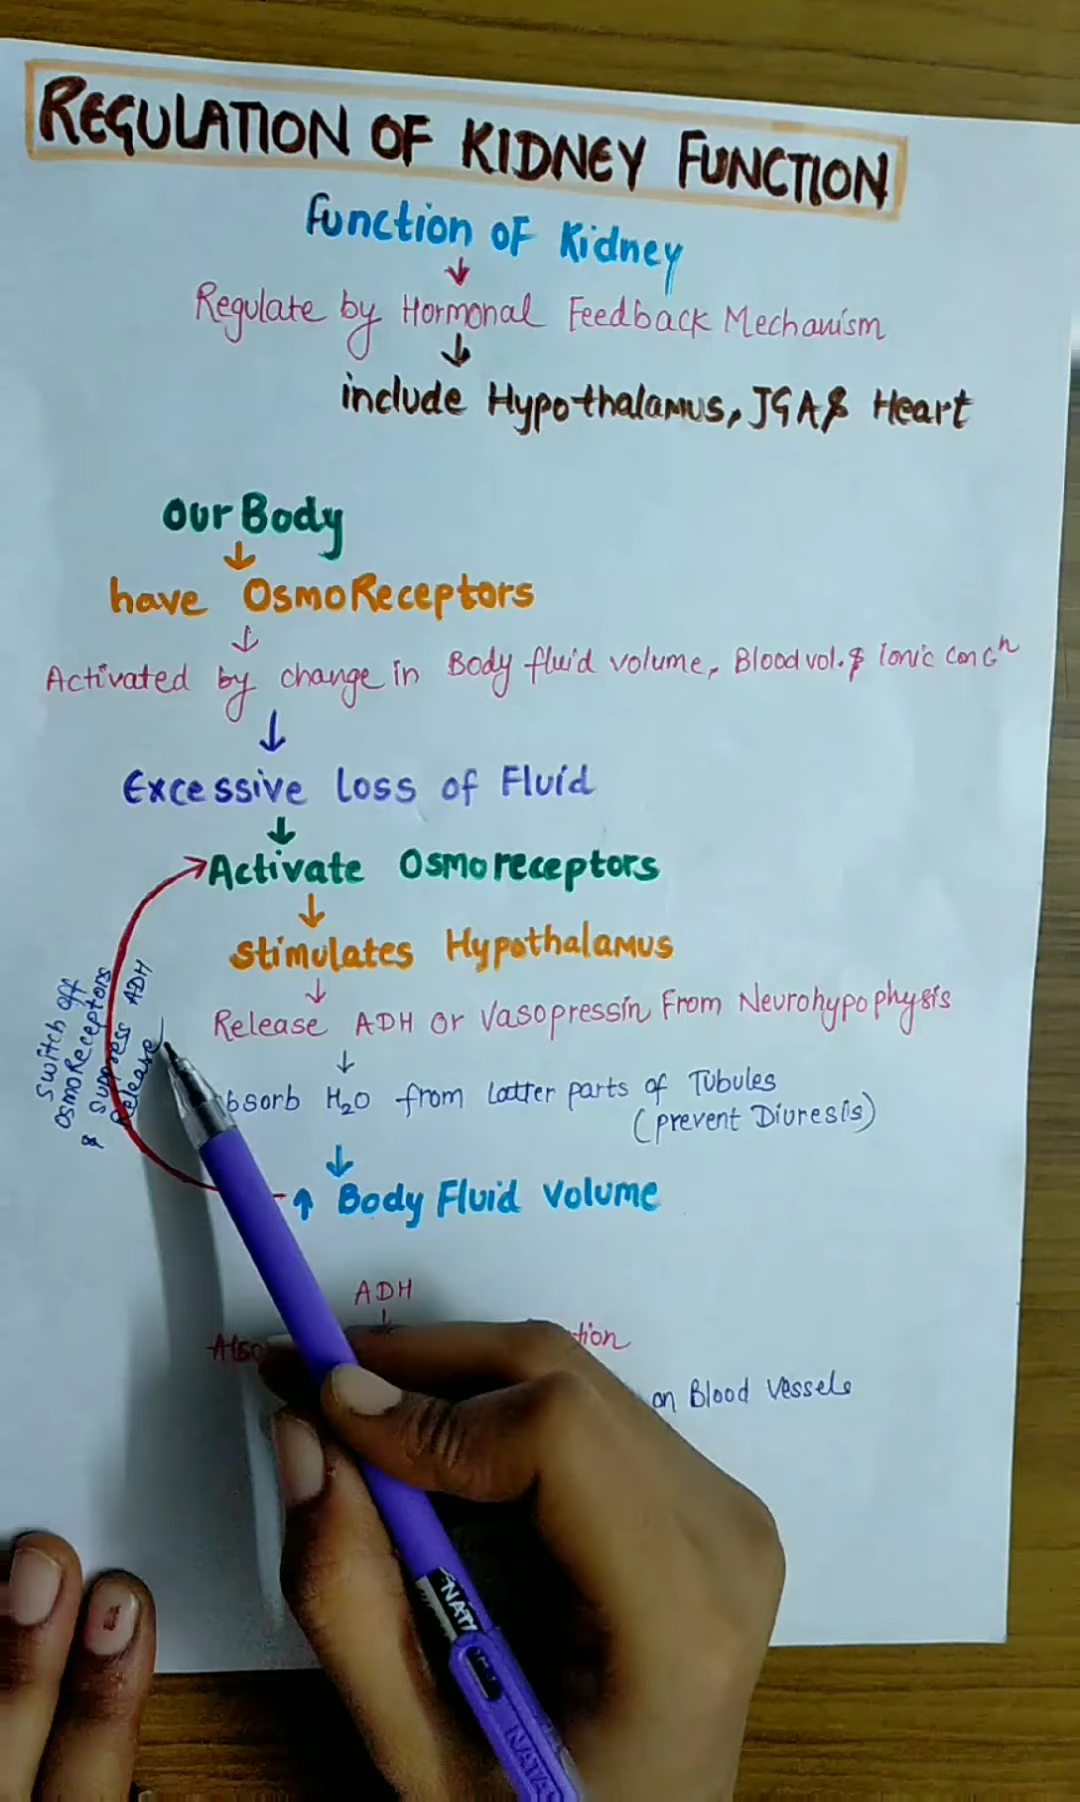 REGULATION OF KIDNEY FUNCTION
Function OF Kidney
↓
Regulate by Hormonal Feedback Mechanism
↓
include Hypothalamus, JGA & Heart
Our Body
↓
have OsmoReceptors
↓
Activated by change in Body fluid volume, Blood vol. & ionic concⁿ
↓
Excessive Loss of Fluid
↓
Activate Osmoreceptors
↓
Stimulates Hypothalamus
↓
Release ADH or Vasopressin From Neurohypophysis
↓
bsorb H₂O from latter parts of Tubules
(prevent Diuresis)
↓
↑ Body Fluid Volume
Switch off
OsmoReceptors
& Suppress ADH
Release
ADH
↓
Also tion
on Blood Vessels
NATA
NATA